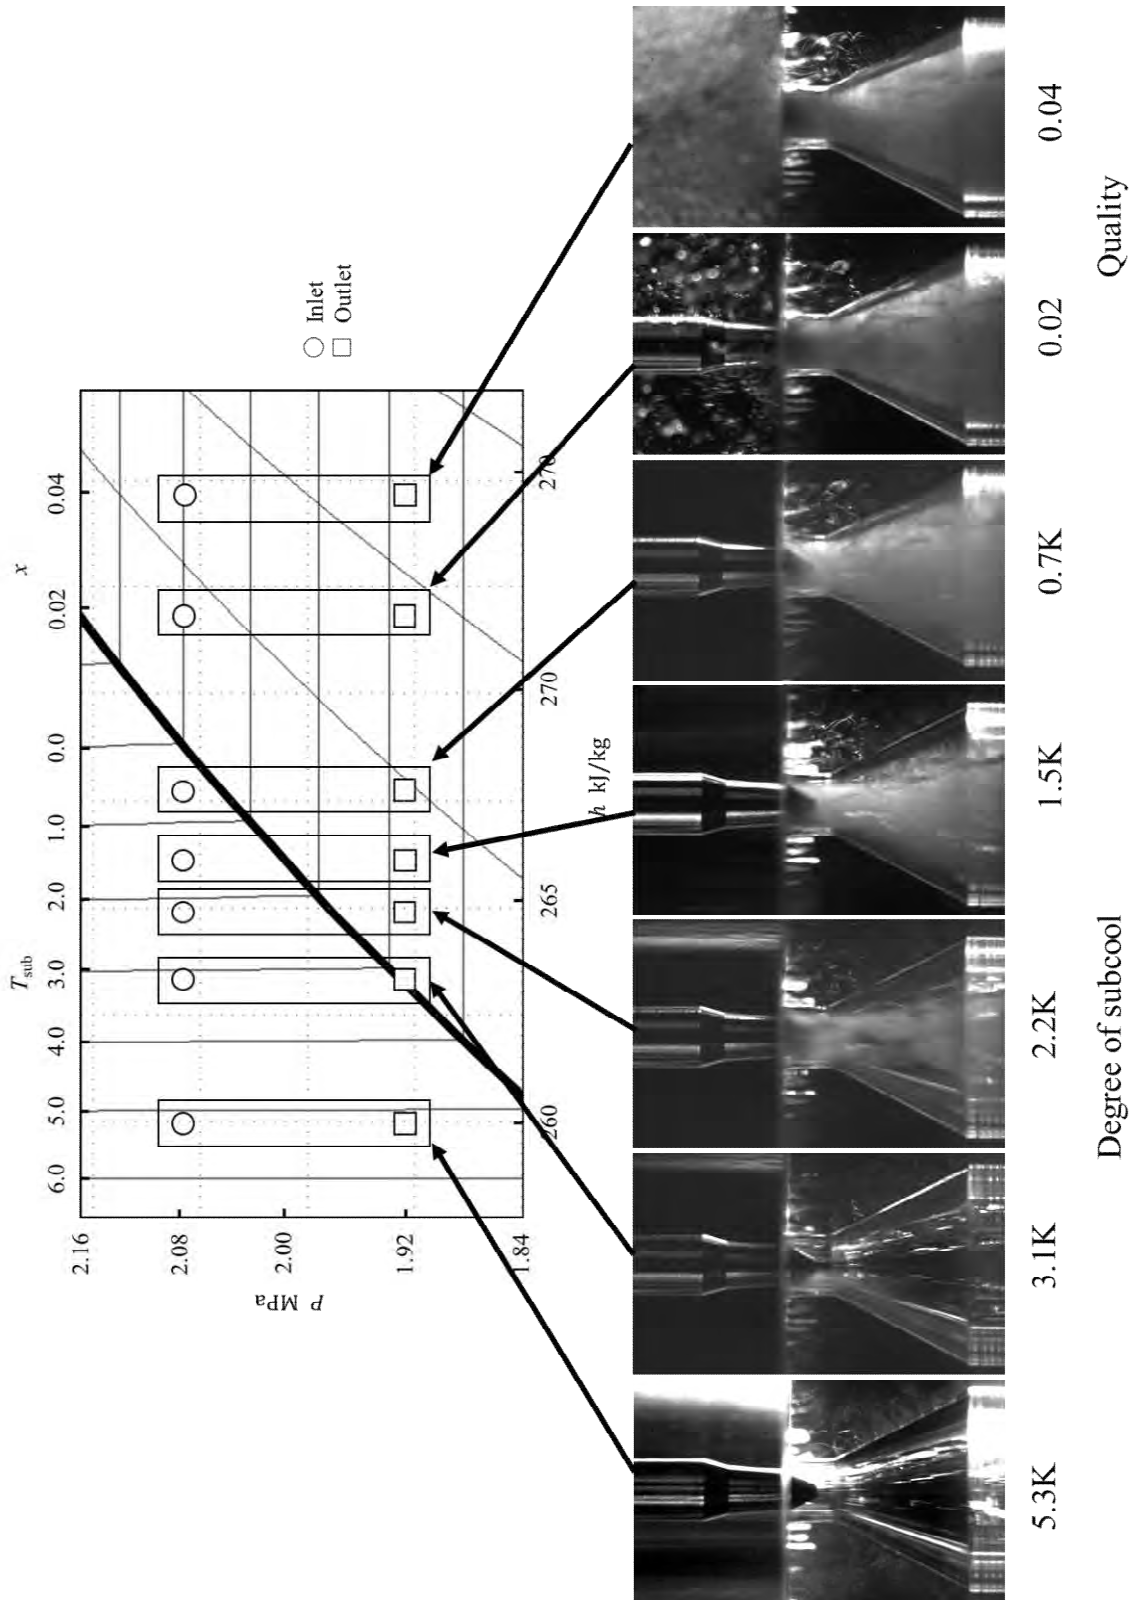 T_sub
x
6.0 5.0 4.0 3.0 2.0 1.0 0.0 0.02 0.04
2.16
2.08
2.00
1.92
1.84
P MPa
Inlet
Outlet
260 265 270 270
h kJ/kg
5.3K 3.1K 2.2K 1.5K 0.7K 0.02 0.04
Degree of subcool Quality